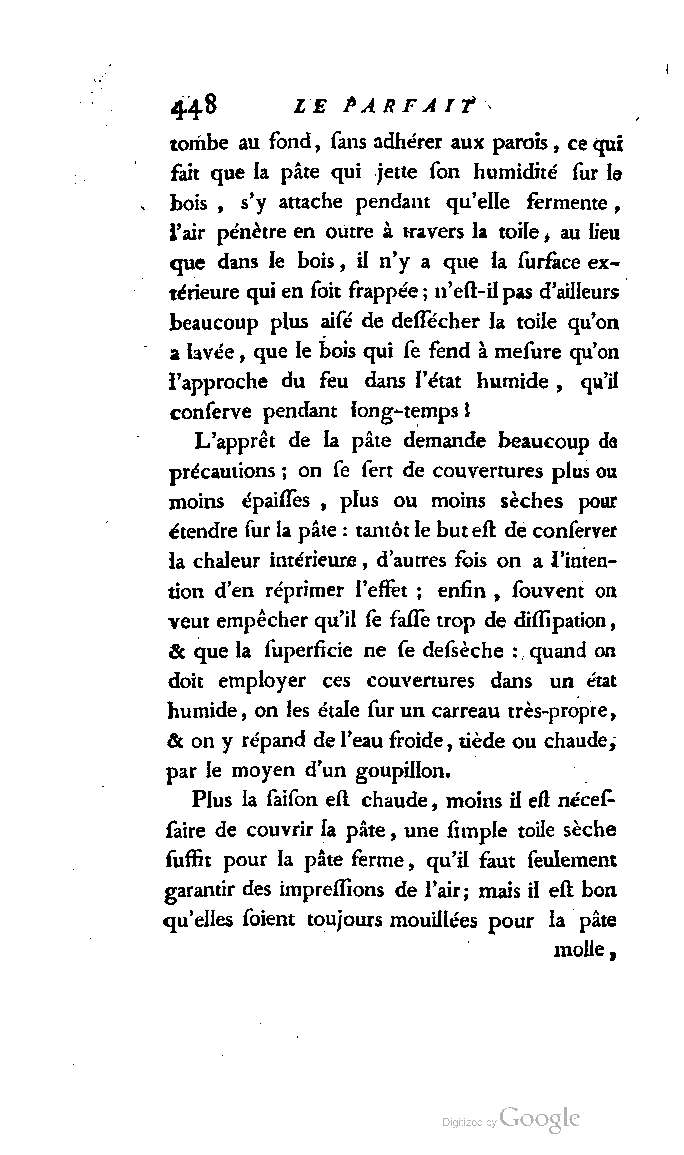 448 LE PARFAIT
tombe au fond, ſans adhérer aux parois, ce qui
fait que la pâte qui jette ſon humidité ſur le
bois , s'y attache pendant qu'elle fermente,
l'air pénètre en outre à travers la toile, au lieu
que dans le bois, il n'y a que la ſurface ex-
térieure qui en ſoit frappée; n'eſt-il pas d'ailleurs
beaucoup plus aiſé de deſſécher la toile qu'on
a lavée, que le bois qui ſe fend à meſure qu'on
l'approche du feu dans l'état humide , qu'il
conſerve pendant long-temps !
L'apprêt de la pâte demande beaucoup de
précautions; on ſe ſert de couvertures plus ou
moins épaiſſes , plus ou moins sèches pour
étendre ſur la pâte : tantôt le but eſt de conſerver
la chaleur intérieure, d'autres fois on a l'inten-
tion d'en réprimer l'effet ; enfin , ſouvent on
veut empêcher qu'il ſe faſſe trop de diſſipation,
& que la ſuperficie ne ſe deſsèche : quand on
doit employer ces couvertures dans un état
humide, on les étale ſur un carreau très-propre,
& on y répand de l'eau froide, tiède ou chaude,
par le moyen d'un goupillon.
Plus la ſaiſon eſt chaude, moins il eſt néceſ-
ſaire de couvrir la pâte, une ſimple toile sèche
ſuffit pour la pâte ferme, qu'il faut ſeulement
garantir des impreſſions de l'air; mais il eſt bon
qu'elles ſoient toujours mouillées pour la pâte
molle,
Digitized by Google